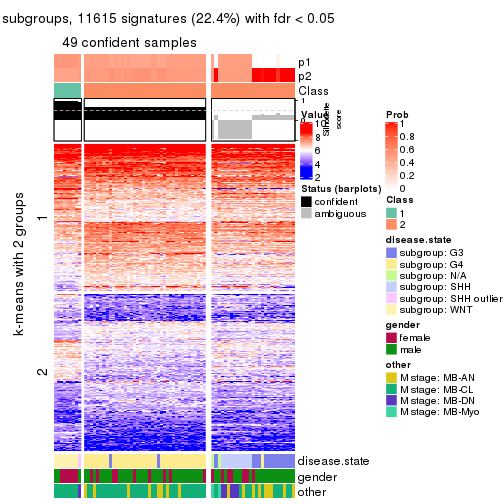 subgroups, 11615 signatures (22.4%) with fdr < 0.05
49 confident samples
p1
p2
Class
1
0
Silhouette
score
k-means with 2 groups
1
2
disease.state
gender
other
Value
10
8
6
4
2
Status (barplots)
confident
ambiguous
Prob
1
0.8
0.6
0.4
0.2
0
Class
1
2
disease.state
subgroup: G3
subgroup: G4
subgroup: N/A
subgroup: SHH
subgroup: SHH outlier
subgroup: WNT
gender
female
male
other
M stage: MB-AN
M stage: MB-CL
M stage: MB-DN
M stage: MB-Myo